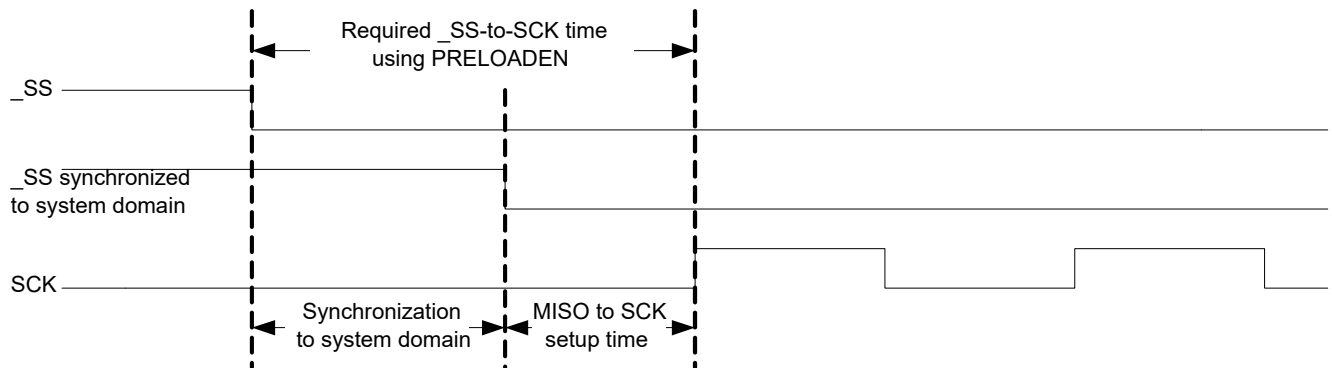 Required _SS-to-SCK time
using PRELOADEN
_SS
_SS synchronized
to system domain
SCK
Synchronization
to system domain
MISO to SCK
setup time